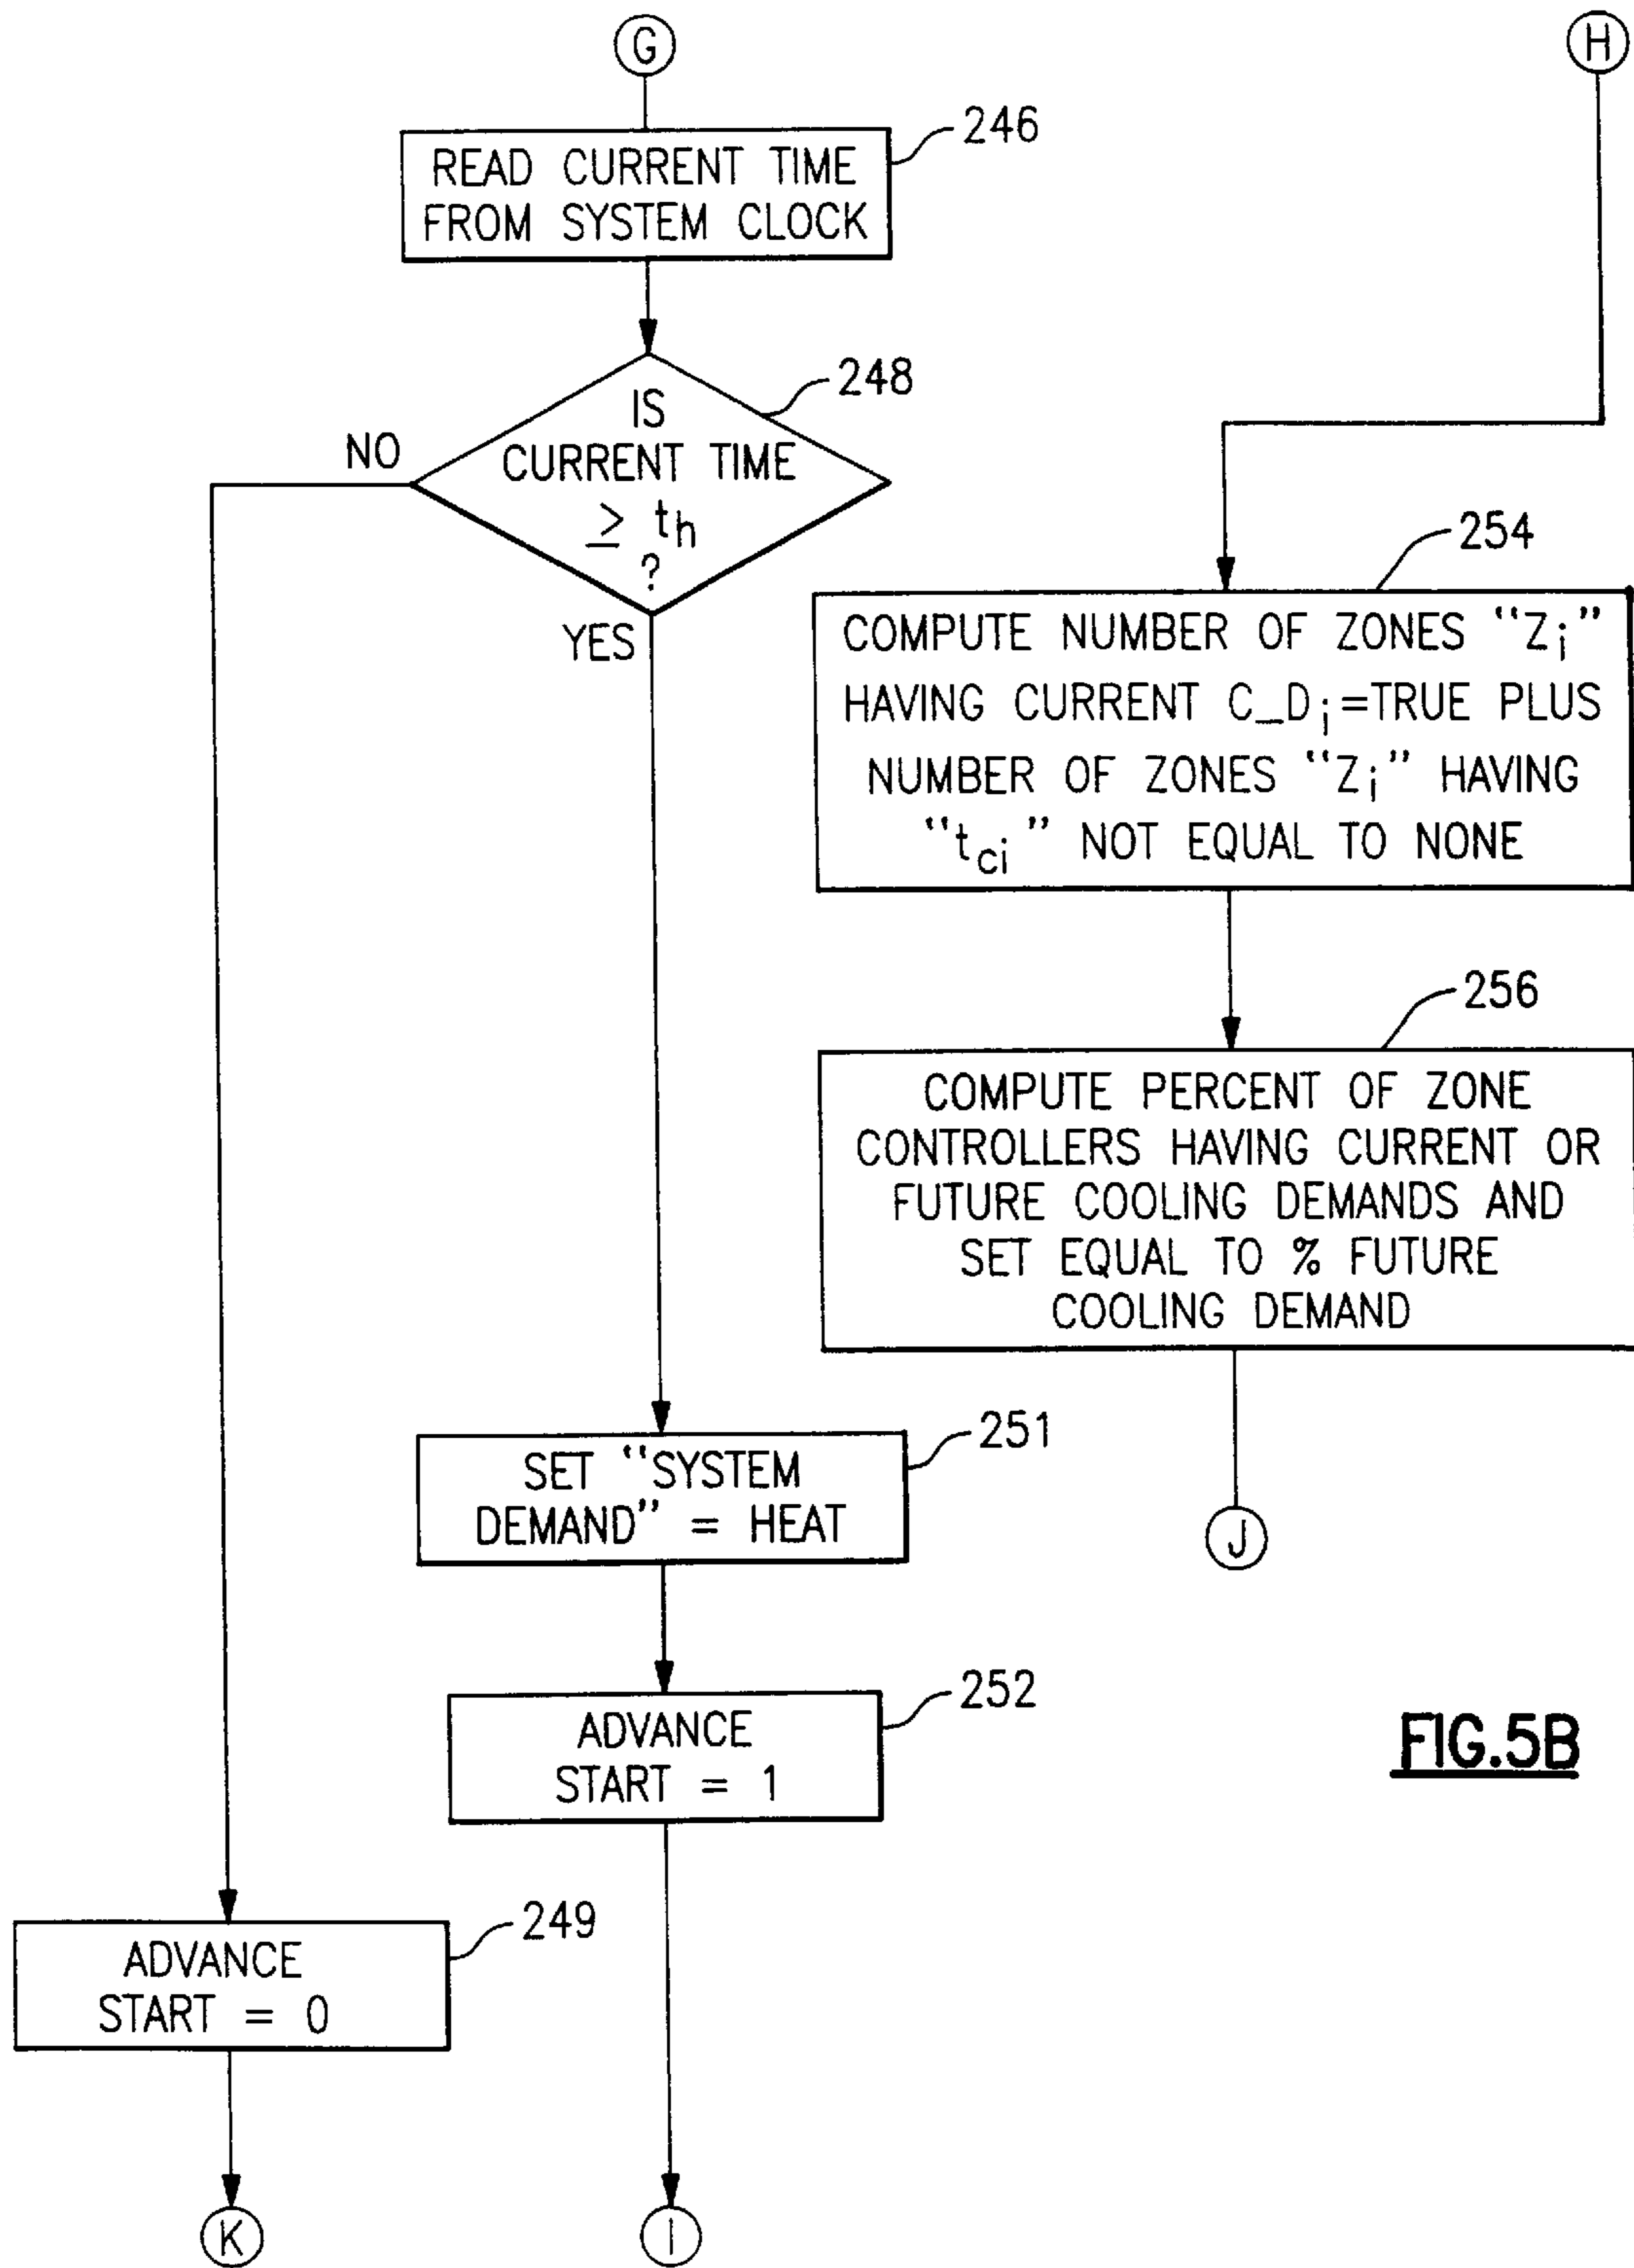 G
H
246
READ CURRENT TIME
FROM SYSTEM CLOCK
248
IS
CURRENT TIME
≥ th
?
NO
YES
254
COMPUTE NUMBER OF ZONES “Zi”
HAVING CURRENT C_Di=TRUE PLUS
NUMBER OF ZONES “Zi” HAVING
“tci” NOT EQUAL TO NONE
256
COMPUTE PERCENT OF ZONE
CONTROLLERS HAVING CURRENT OR
FUTURE COOLING DEMANDS AND
SET EQUAL TO % FUTURE
COOLING DEMAND
251
SET “SYSTEM
DEMAND” = HEAT
J
252
ADVANCE
START = 1
FIG.5B
249
ADVANCE
START = 0
K
I